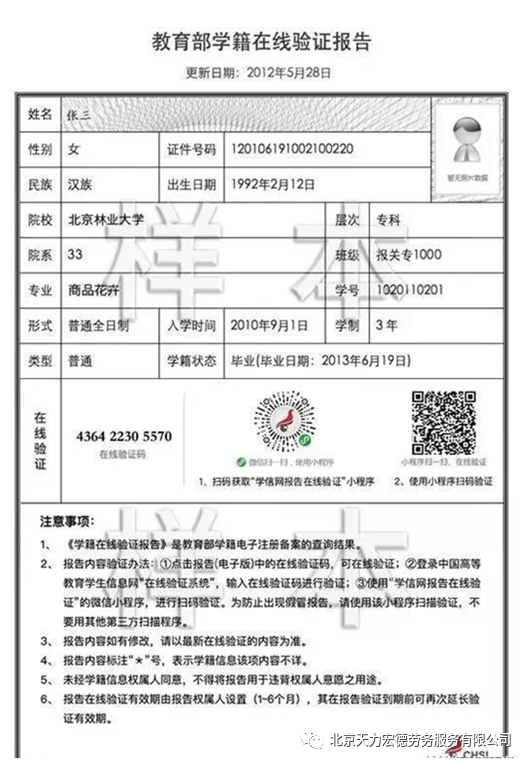 教育部学籍在线验证报告
更新日期：2012年5月28日
姓名 张三
性别 女 证件号码 120106191002100220
民族 汉族 出生日期 1992年2月12日
暂无照片数据
院校 北京林业大学 层次 专科
院系 33 班级 报关专1000
专业 商品花卉 学号 1020110201
形式 普通全日制 入学时间 2010年9月1日 学制 3 年
类型 普通 学籍状态 毕业(毕业日期：2013年6月19日)
样本
在线验证
4364 2230 5570
在线验证码
微信扫一扫，使用小程序
小程序扫一扫，在线验证
1、扫码获取“学信网报告在线验证”小程序
2、使用小程序扫码验证
注意事项：
1、 《学籍在线验证报告》是教育部学籍电子注册备案的查询结果。
2、 报告内容验证办法：①点击报告(电子版)中的在线验证码，可在线验证；②登录中国高等
教育学生信息网“在线验证系统”，输入在线验证码进行验证；③使用“学信网报告在线验
证”的微信小程序，进行扫码验证。为防止出现假冒报告，请使用该小程序扫描验证，不
要用其他第三方扫描程序。
3、 报告内容如有修改，请以最新在线验证的内容为准。
4、 报告内容标注“*”号，表示学籍信息该项内容不详。
5、 未经学籍信息权属人同意，不得将报告用于违背权属人意愿之用途。
6、 报告在线验证有效期由报告权属人设置（1~6个月），其在报告验证到期前可再次延长验
证有效期。
样本
北京天力宏德劳务服务有限公司
CHSI